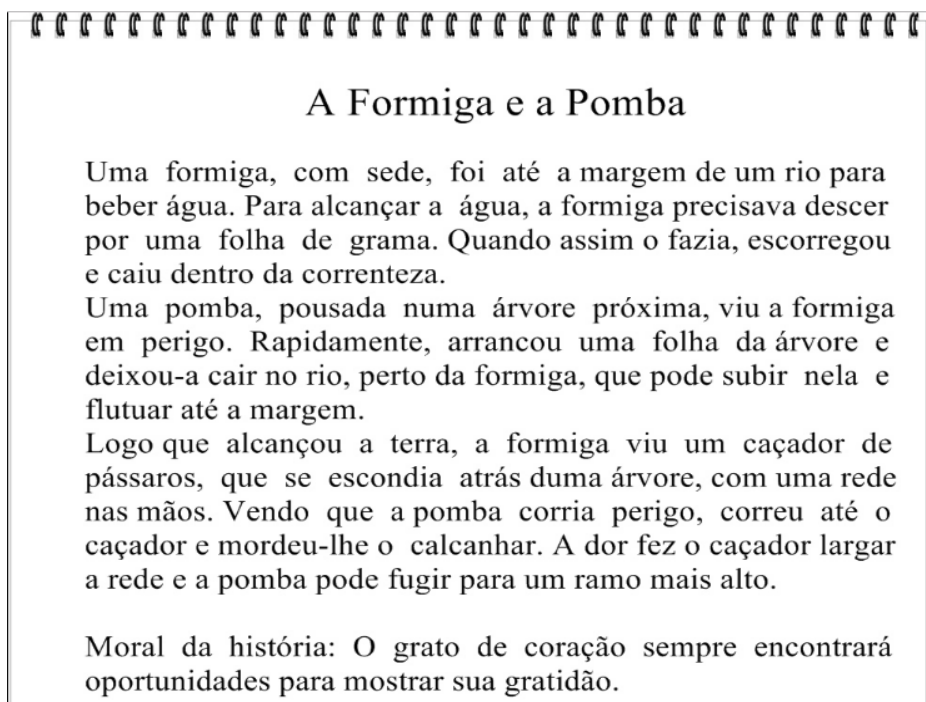 A Formiga e a Pomba
Uma formiga, com sede, foi até a margem de um rio para
beber água. Para alcançar a água, a formiga precisava descer
por uma folha de grama. Quando assim o fazia, escorregou
e caiu dentro da correnteza.
Uma pomba, pousada numa árvore próxima, viu a formiga
em perigo. Rapidamente, arrancou uma folha da árvore e
deixou-a cair no rio, perto da formiga, que pode subir nela e
flutuar até a margem.
Logo que alcançou a terra, a formiga viu um caçador de
pássaros, que se escondia atrás duma árvore, com uma rede
nas mãos. Vendo que a pomba corria perigo, correu até o
caçador e mordeu-lhe o calcanhar. A dor fez o caçador largar
a rede e a pomba pode fugir para um ramo mais alto.
Moral da história: O grato de coração sempre encontrará
oportunidades para mostrar sua gratidão.